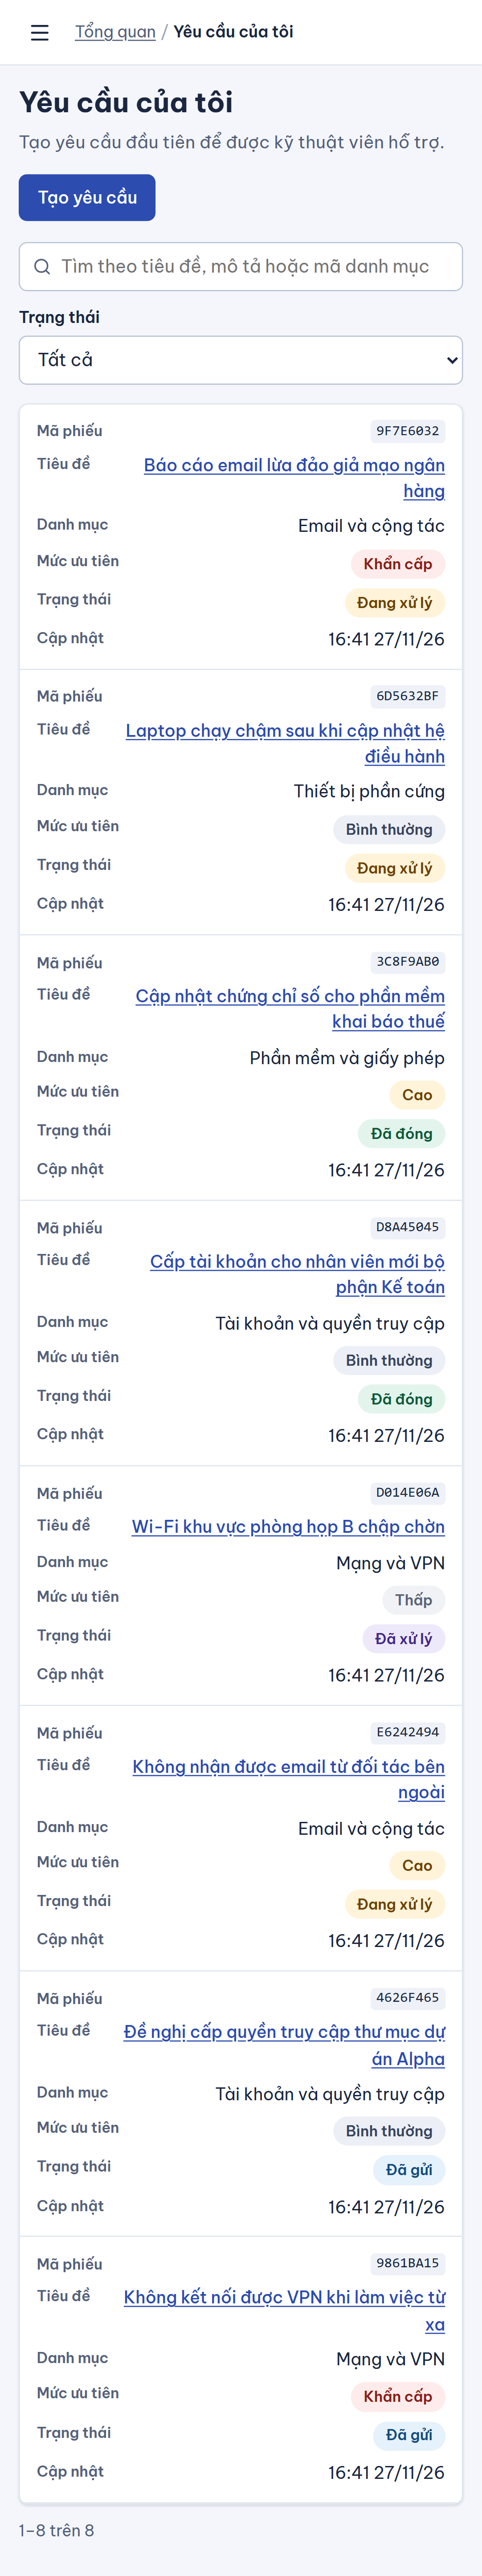 Tổng quan / Yêu cầu của tôi
Yêu cầu của tôi
Tạo yêu cầu đầu tiên để được kỹ thuật viên hỗ trợ.
Tạo yêu cầu
Tìm theo tiêu đề, mô tả hoặc mã danh mục
Trạng thái
Tất cả
Mã phiếu 9F7E6032
Tiêu đề Báo cáo email lừa đảo giả mạo ngân
hàng
Danh mục Email và cộng tác
Mức ưu tiên Khẩn cấp
Trạng thái Đang xử lý
Cập nhật 16:41 27/11/26
Mã phiếu 6D5632BF
Tiêu đề Laptop chạy chậm sau khi cập nhật hệ
điều hành
Danh mục Thiết bị phần cứng
Mức ưu tiên Bình thường
Trạng thái Đang xử lý
Cập nhật 16:41 27/11/26
Mã phiếu 3C8F9AB0
Tiêu đề Cập nhật chứng chỉ số cho phần mềm
khai báo thuế
Danh mục Phần mềm và giấy phép
Mức ưu tiên Cao
Trạng thái Đã đóng
Cập nhật 16:41 27/11/26
Mã phiếu D8A45045
Tiêu đề Cấp tài khoản cho nhân viên mới bộ
phận Kế toán
Danh mục Tài khoản và quyền truy cập
Mức ưu tiên Bình thường
Trạng thái Đã đóng
Cập nhật 16:41 27/11/26
Mã phiếu D014E06A
Tiêu đề Wi-Fi khu vực phòng họp B chập chờn
Danh mục Mạng và VPN
Mức ưu tiên Thấp
Trạng thái Đã xử lý
Cập nhật 16:41 27/11/26
Mã phiếu E6242494
Tiêu đề Không nhận được email từ đối tác bên
ngoài
Danh mục Email và cộng tác
Mức ưu tiên Cao
Trạng thái Đang xử lý
Cập nhật 16:41 27/11/26
Mã phiếu 4626F465
Tiêu đề Đề nghị cấp quyền truy cập thư mục dự
án Alpha
Danh mục Tài khoản và quyền truy cập
Mức ưu tiên Bình thường
Trạng thái Đã gửi
Cập nhật 16:41 27/11/26
Mã phiếu 9861BA15
Tiêu đề Không kết nối được VPN khi làm việc từ
xa
Danh mục Mạng và VPN
Mức ưu tiên Khẩn cấp
Trạng thái Đã gửi
Cập nhật 16:41 27/11/26
1–8 trên 8